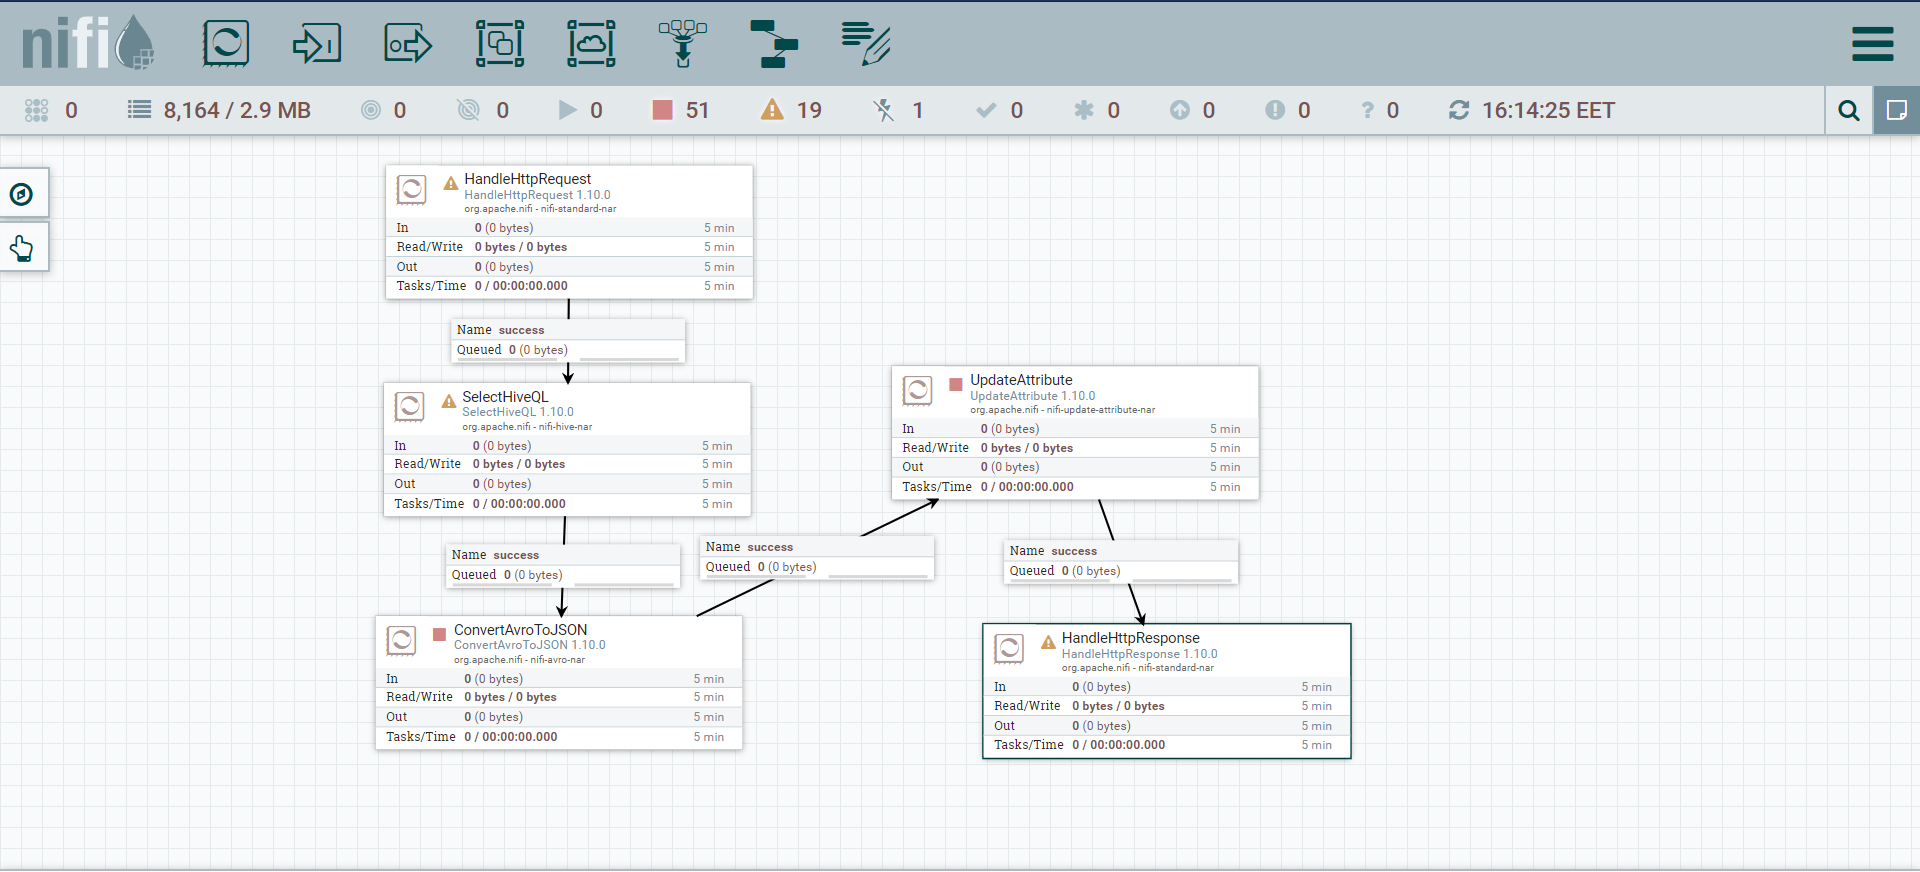 nifi
0 8,164 / 2.9 MB 0 0 0 51 19 1 0 0 0 0 ? 0 16:14:25 EET
HandleHttpRequest
HandleHttpRequest 1.10.0
org.apache.nifi - nifi-standard-nar
In 0 (0 bytes) 5 min
Read/Write 0 bytes / 0 bytes 5 min
Out 0 (0 bytes) 5 min
Tasks/Time 0 / 00:00:00.000 5 min
Name success
Queued 0 (0 bytes)
SelectHiveQL
SelectHiveQL 1.10.0
org.apache.nifi - nifi-hive-nar
In 0 (0 bytes) 5 min
Read/Write 0 bytes / 0 bytes 5 min
Out 0 (0 bytes) 5 min
Tasks/Time 0 / 00:00:00.000 5 min
Name success
Queued 0 (0 bytes)
ConvertAvroToJSON
ConvertAvroToJSON 1.10.0
org.apache.nifi - nifi-avro-nar
In 0 (0 bytes) 5 min
Read/Write 0 bytes / 0 bytes 5 min
Out 0 (0 bytes) 5 min
Tasks/Time 0 / 00:00:00.000 5 min
Name success
Queued 0 (0 bytes)
UpdateAttribute
UpdateAttribute 1.10.0
org.apache.nifi - nifi-update-attribute-nar
In 0 (0 bytes) 5 min
Read/Write 0 bytes / 0 bytes 5 min
Out 0 (0 bytes) 5 min
Tasks/Time 0 / 00:00:00.000 5 min
Name success
Queued 0 (0 bytes)
HandleHttpResponse
HandleHttpResponse 1.10.0
org.apache.nifi - nifi-standard-nar
In 0 (0 bytes) 5 min
Read/Write 0 bytes / 0 bytes 5 min
Out 0 (0 bytes) 5 min
Tasks/Time 0 / 00:00:00.000 5 min